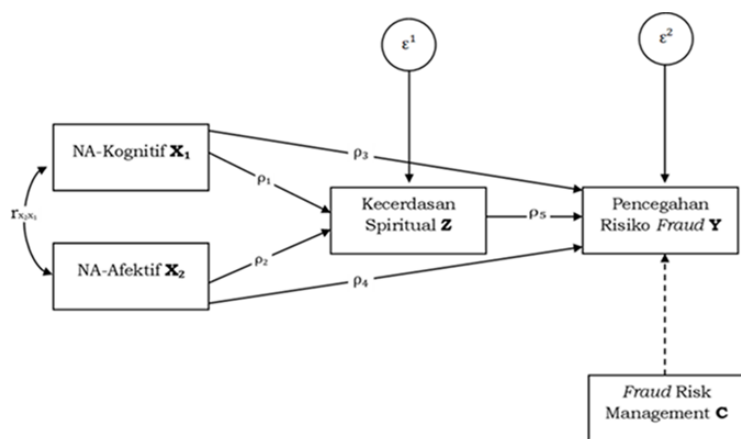 ε¹
ε²
NA-Kognitif X₁
ρ₃
ρ₁
rₓ₂ₓ₁
Kecerdasan
Spiritual Z
ρ₅
Pencegahan
Risiko Fraud Y
NA-Afektif X₂
ρ₂
ρ₄
Fraud Risk
Management C